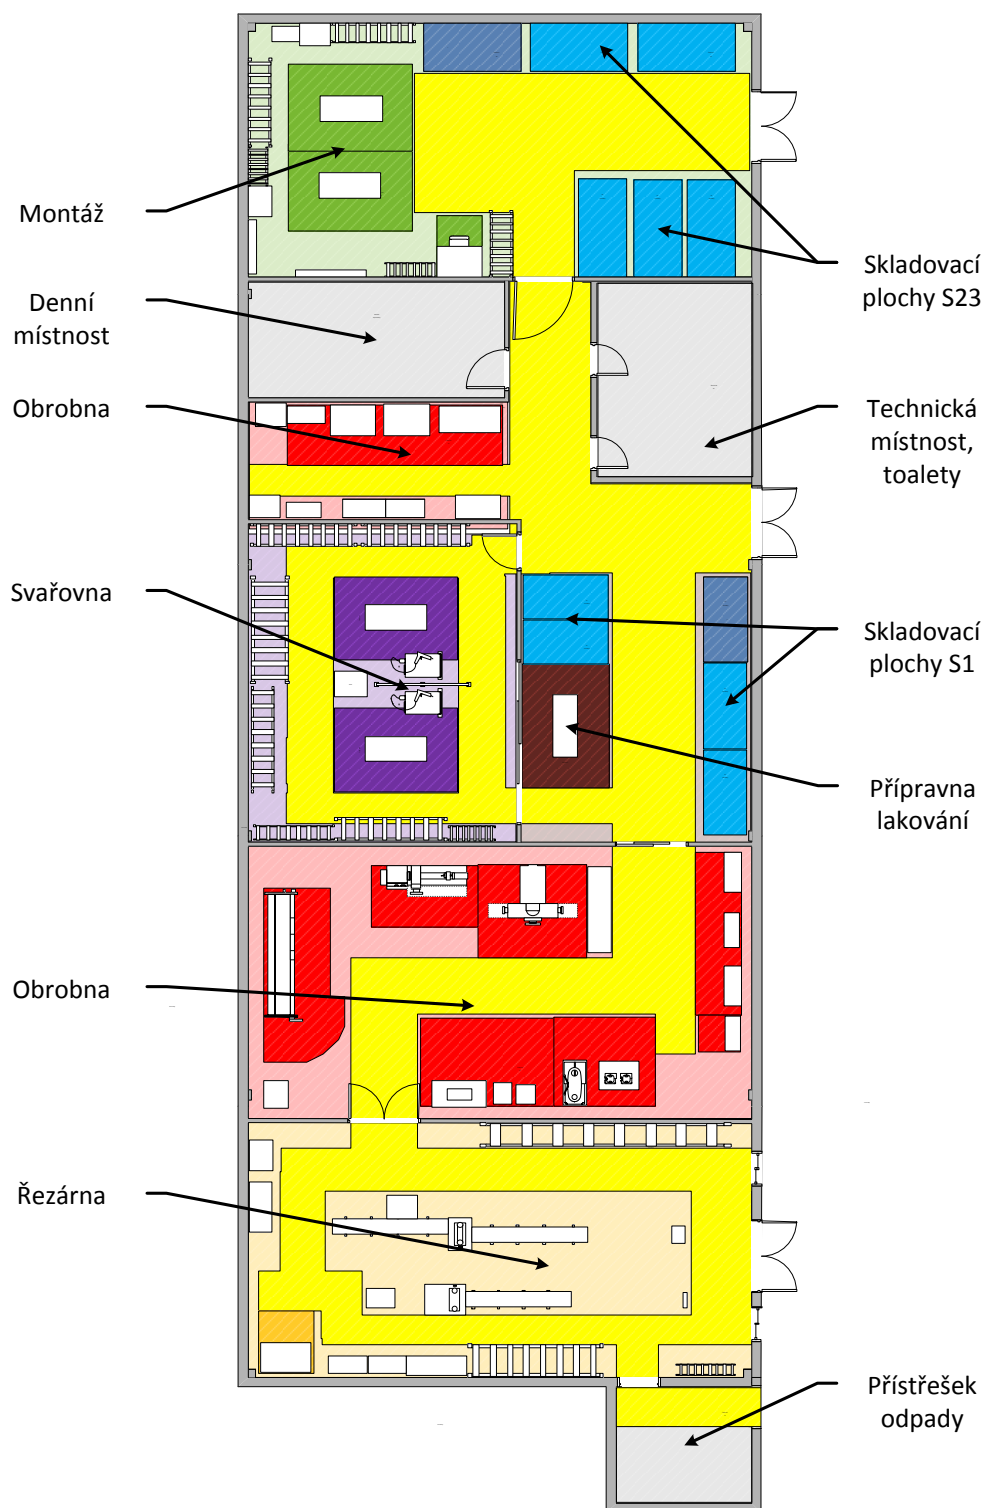 Montáž
Skladovací
plochy S23
Denní
místnost
Obrobna
Technická
místnost,
toalety
Svařovna
Skladovací
plochy S1
Přípravna
lakování
Obrobna
Řezárna
Přístřešek
odpady